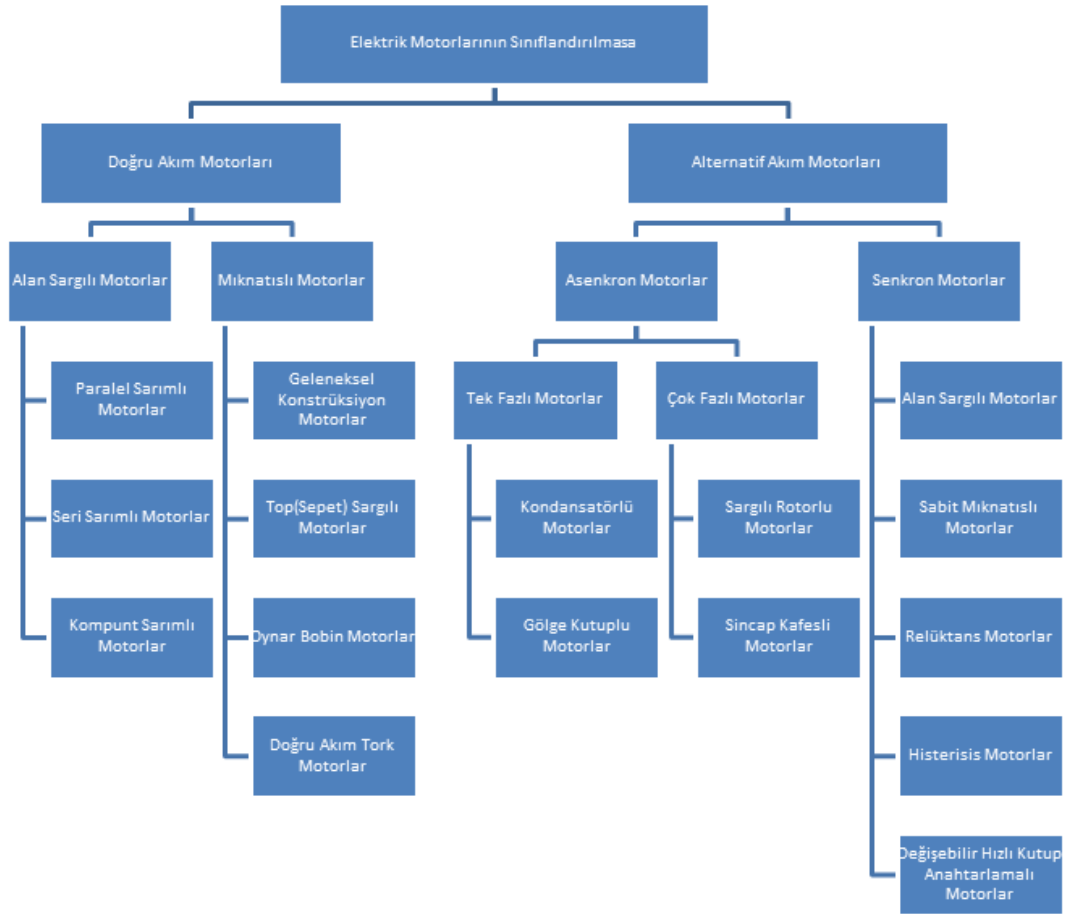 Elektrik Motorlarının Sınıflandırılmasa
Doğru Akım Motorları
Alternatif Akım Motorları
Alan Sargılı Motorlar
Mıknatıslı Motorlar
Asenkron Motorlar
Senkron Motorlar
Paralel Sarımlı
Motorlar
Geleneksel
Konstrüksiyon
Motorlar
Tek Fazlı Motorlar
Çok Fazlı Motorlar
Alan Sargılı Motorlar
Seri Sarımlı Motorlar
Top(Sepet) Sargılı
Motorlar
Kondansatörlü
Motorlar
Sargılı Rotorlu
Motorlar
Sabit Mıknatıslı
Motorlar
Kompunt Sarımlı
Motorlar
Oynar Bobin Motorlar
Gölge Kutuplu
Motorlar
Sincap Kafesli
Motorlar
Relüktans Motorlar
Doğru Akım Tork
Motorlar
Histerisis Motorlar
Değişebilir Hızlı Kutup
Anahtarlamalı
Motorlar